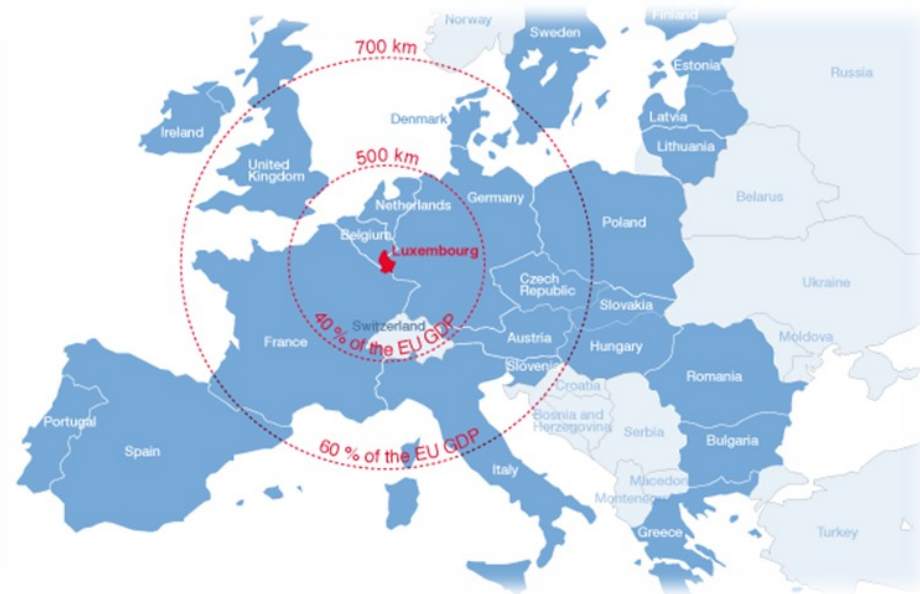 Norway
Finland
Sweden
700 km
Estonia
Russia
Latvia
Denmark
Ireland
Lithuania
500 km
United
Kingdom
Netherlands
Germany
Belarus
Poland
Belgium
Luxembourg
Czech
Republic
Ukraine
Slovakia
Switzerland
40 % of the EU GDP
France
Austria
Moldova
Hungary
Slovenia
Romania
Croatia
Portugal
Bosnia and
Herzegovina
Serbia
Bulgaria
Spain
60 % of the EU GDP
Italy
Macedon
Montenegro
Greece
Turkey